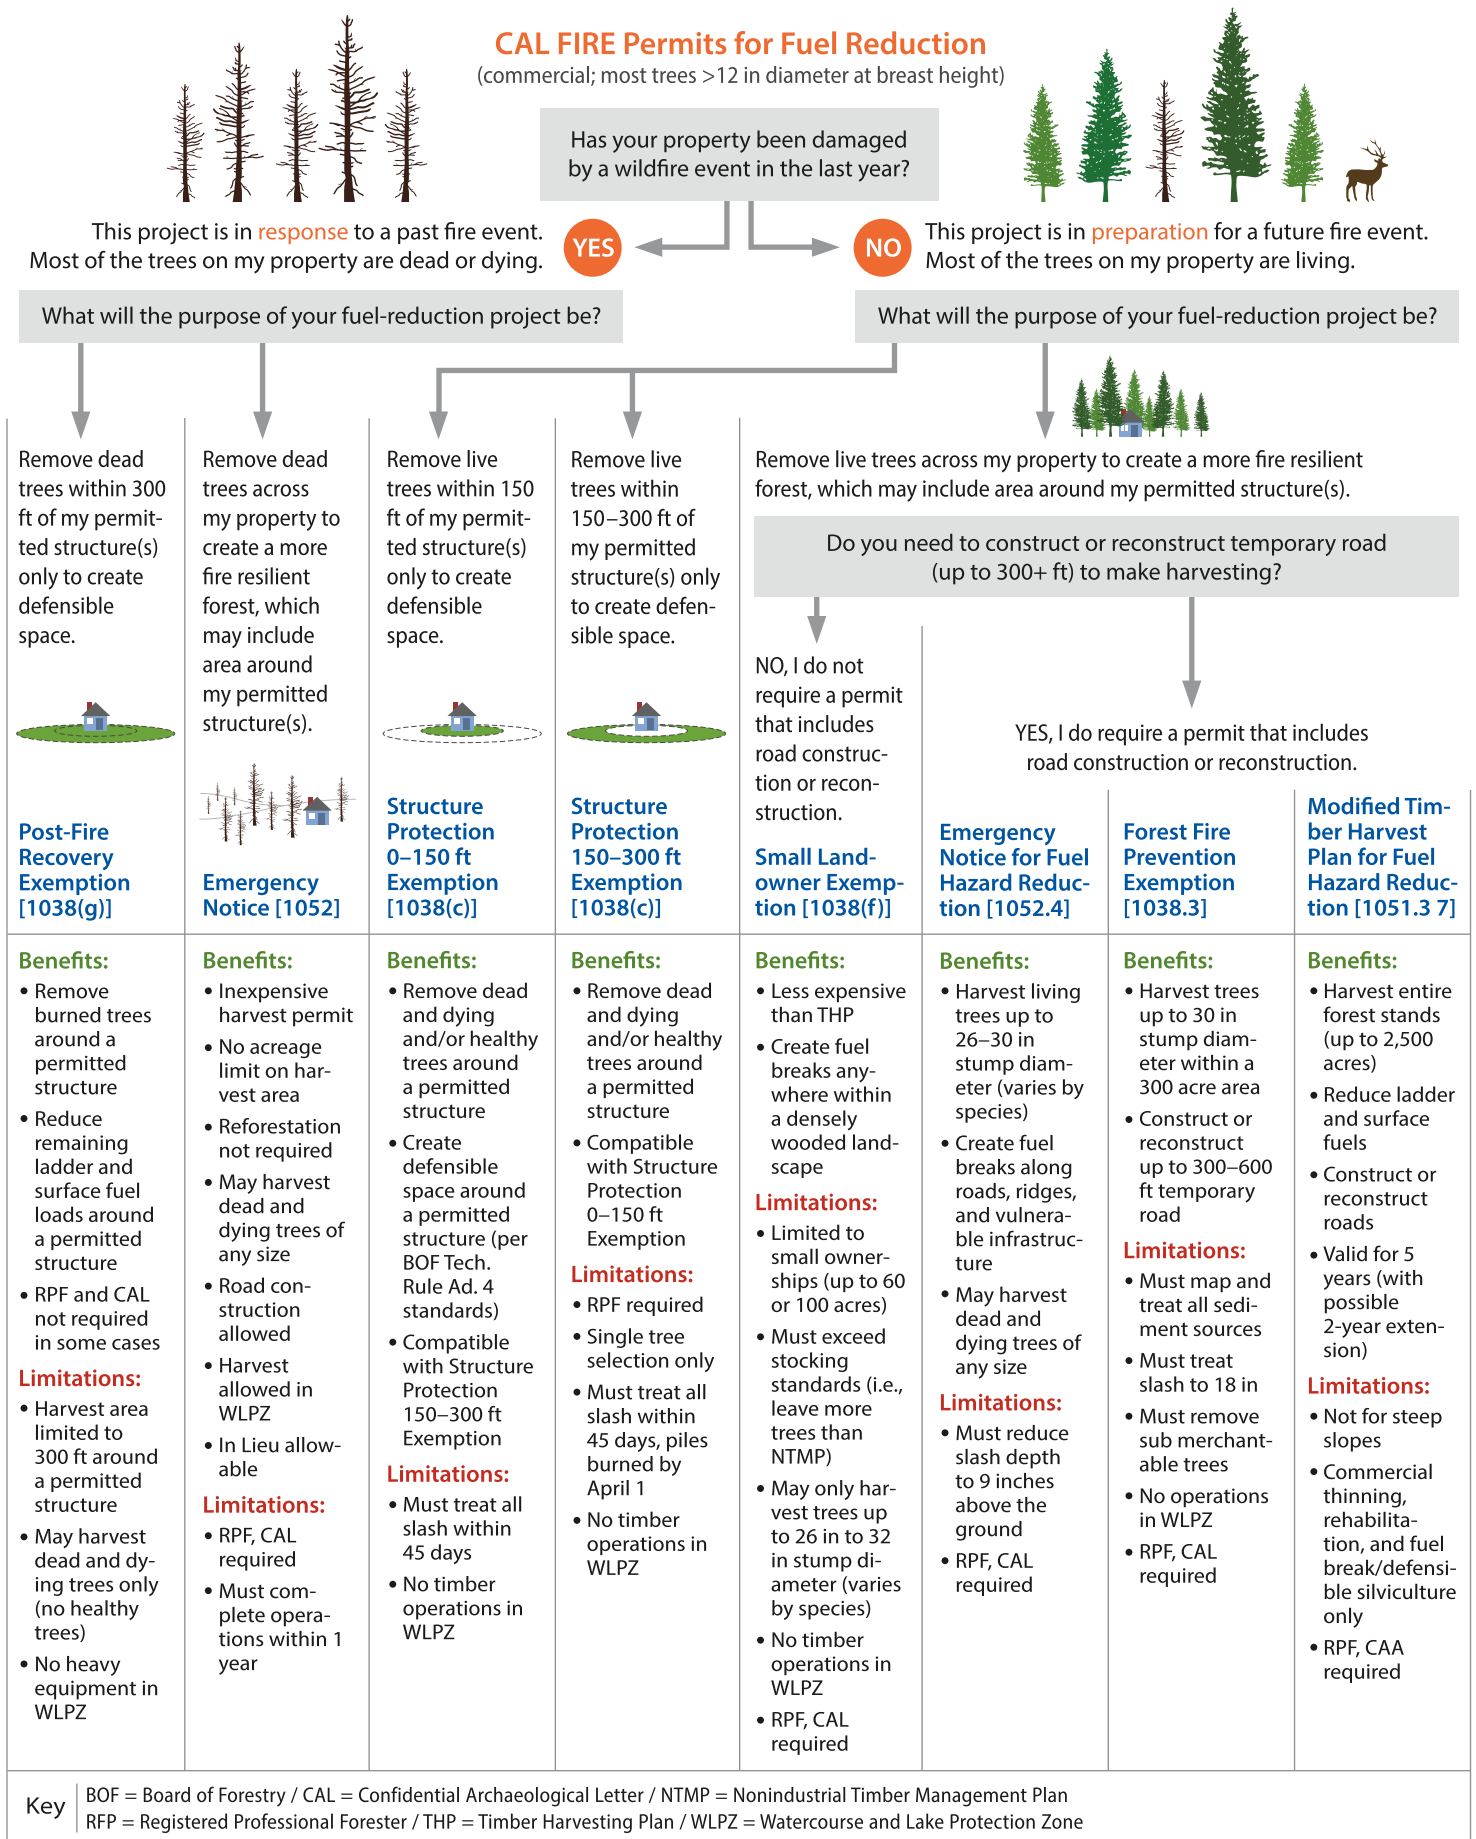 CAL FIRE Permits for Fuel Reduction
(commercial; most trees >12 in diameter at breast height)
Has your property been damaged
by a wildfire event in the last year?
This project is in response to a past fire event.
Most of the trees on my property are dead or dying.
YES
NO
This project is in preparation for a future fire event.
Most of the trees on my property are living.
What will the purpose of your fuel-reduction project be?
What will the purpose of your fuel-reduction project be?
Remove dead
trees within 300
ft of my permit-
ted structure(s)
only to create
defensible
space.
Post-Fire
Recovery
Exemption
[1038(g)]
Remove dead
trees across
my property to
create a more
fire resilient
forest, which
may include
area around
my permitted
structure(s).
Emergency
Notice [1052]
Remove live
trees within 150
ft of my permit-
ted structure(s)
only to create
defensible
space.
Structure
Protection
0–150 ft
Exemption
[1038(c)]
Remove live
trees within
150–300 ft of
my permitted
structure(s) only
to create defen-
sible space.
Structure
Protection
150–300 ft
Exemption
[1038(c)]
Remove live trees across my property to create a more fire resilient
forest, which may include area around my permitted structure(s).
Do you need to construct or reconstruct temporary road
(up to 300+ ft) to make harvesting?
NO, I do not
require a permit
that includes
road construc-
tion or recon-
struction.
Small Land-
owner Exemp-
tion [1038(f)]
YES, I do require a permit that includes
road construction or reconstruction.
Emergency
Notice for Fuel
Hazard Reduc-
tion [1052.4]
Forest Fire
Prevention
Exemption
[1038.3]
Modified Tim-
ber Harvest
Plan for Fuel
Hazard Reduc-
tion [1051.3 7]
Benefits:
• Remove
burned trees
around a
permitted
structure
• Reduce
remaining
ladder and
surface fuel
loads around
a permitted
structure
• RPF and CAL
not required
in some cases
Limitations:
• Harvest area
limited to
300 ft around
a permitted
structure
• May harvest
dead and dy-
ing trees only
(no healthy
trees)
• No heavy
equipment in
WLPZ
Benefits:
• Inexpensive
harvest permit
• No acreage
limit on har-
vest area
• Reforestation
not required
• May harvest
dead and
dying trees of
any size
• Road con-
struction
allowed
• Harvest
allowed in
WLPZ
• In Lieu allow-
able
Limitations:
• RPF, CAL
required
• Must com-
plete opera-
tions within 1
year
Benefits:
• Remove dead
and dying
and/or healthy
trees around
a permitted
structure
• Create
defensible
space around
a permitted
structure (per
BOF Tech.
Rule Ad. 4
standards)
• Compatible
with Structure
Protection
150–300 ft
Exemption
Limitations:
• Must treat all
slash within
45 days
• No timber
operations in
WLPZ
Benefits:
• Remove dead
and dying
and/or healthy
trees around
a permitted
structure
• Compatible
with Structure
Protection
0–150 ft
Exemption
Limitations:
• RPF required
• Single tree
selection only
• Must treat all
slash within
45 days, piles
burned by
April 1
• No timber
operations in
WLPZ
Benefits:
• Less expensive
than THP
• Create fuel
breaks any-
where within
a densely
wooded land-
scape
Limitations:
• Limited to
small owner-
ships (up to 60
or 100 acres)
• Must exceed
stocking
standards (i.e.,
leave more
trees than
NTMP)
• May only har-
vest trees up
to 26 in to 32
in stump di-
ameter (varies
by species)
• No timber
operations in
WLPZ
• RPF, CAL
required
Benefits:
• Harvest living
trees up to
26–30 in
stump diam-
eter (varies by
species)
• Create fuel
breaks along
roads, ridges,
and vulnera-
ble infrastruc-
ture
• May harvest
dead and
dying trees of
any size
Limitations:
• Must reduce
slash depth
to 9 inches
above the
ground
• RPF, CAL
required
Benefits:
• Harvest trees
up to 30 in
stump diam-
eter within a
300 acre area
• Construct or
reconstruct
up to 300–600
ft temporary
road
Limitations:
• Must map and
treat all sedi-
ment sources
• Must treat
slash to 18 in
• Must remove
sub merchant-
able trees
• No operations
in WLPZ
• RPF, CAL
required
Benefits:
• Harvest entire
forest stands
(up to 2,500
acres)
• Reduce ladder
and surface
fuels
• Construct or
reconstruct
roads
• Valid for 5
years (with
possible
2-year exten-
sion)
Limitations:
• Not for steep
slopes
• Commercial
thinning,
rehabilita-
tion, and fuel
break/defensi-
ble silviculture
only
• RPF, CAA
required
Key
BOF = Board of Forestry / CAL = Confidential Archaeological Letter / NTMP = Nonindustrial Timber Management Plan
RFP = Registered Professional Forester / THP = Timber Harvesting Plan / WLPZ = Watercourse and Lake Protection Zone